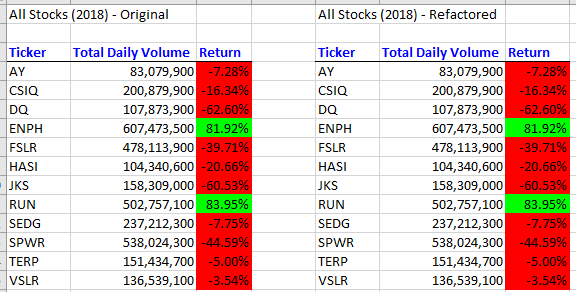 All Stocks (2018) - Original All Stocks (2018) - Refactored
Ticker Total Daily Volume Return Ticker Total Daily Volume Return
AY 83,079,900 -7.28% AY 83,079,900 -7.28%
CSIQ 200,879,900 -16.34% CSIQ 200,879,900 -16.34%
DQ 107,873,900 -62.60% DQ 107,873,900 -62.60%
ENPH 607,473,500 81.92% ENPH 607,473,500 81.92%
FSLR 478,113,900 -39.71% FSLR 478,113,900 -39.71%
HASI 104,340,600 -20.66% HASI 104,340,600 -20.66%
JKS 158,309,000 -60.53% JKS 158,309,000 -60.53%
RUN 502,757,100 83.95% RUN 502,757,100 83.95%
SEDG 237,212,300 -7.75% SEDG 237,212,300 -7.75%
SPWR 538,024,300 -44.59% SPWR 538,024,300 -44.59%
TERP 151,434,700 -5.00% TERP 151,434,700 -5.00%
VSLR 136,539,100 -3.54% VSLR 136,539,100 -3.54%